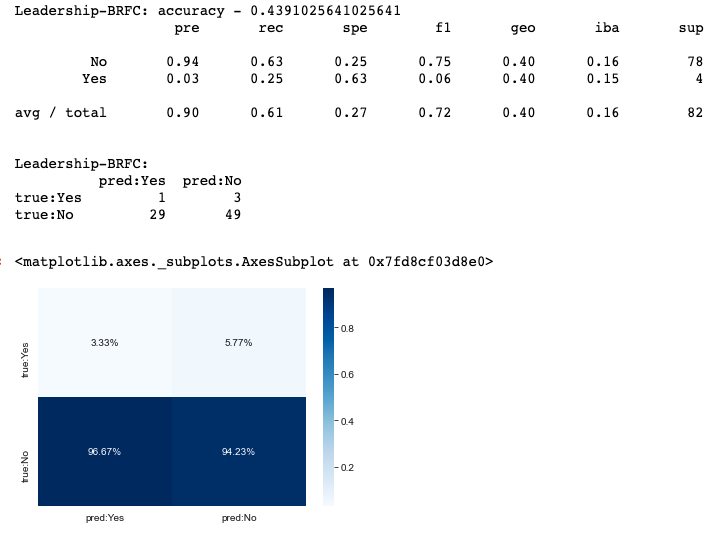 Leadership-BRFC: accuracy - 0.4391025641025641
pre rec spe f1 geo iba sup
No 0.94 0.63 0.25 0.75 0.40 0.16 78
Yes 0.03 0.25 0.63 0.06 0.40 0.15 4
avg / total 0.90 0.61 0.27 0.72 0.40 0.16 82
Leadership-BRFC:
pred:Yes pred:No
true:Yes 1 3
true:No 29 49
<matplotlib.axes._subplots.AxesSubplot at 0x7fd8cf03d8e0>
0.8
true:Yes 3.33% 5.77%
0.6
0.4
true:No 96.67% 94.23%
0.2
pred:Yes pred:No